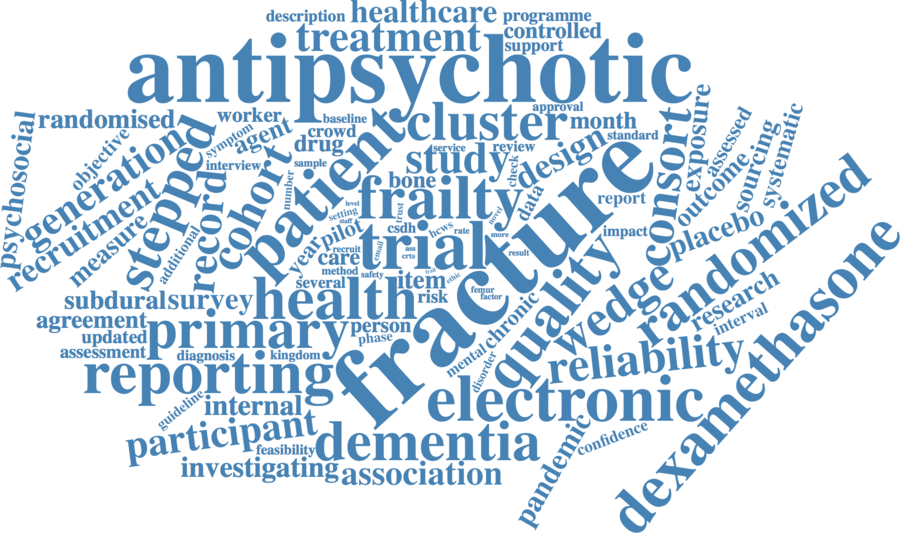 description
healthcare
programme
treatment
controlled
support
antipsychotic
randomised
worker
baseline
approval
cluster
month
exposure
assessed
sourcing
systematic
psychosocial
objective
generation
recruitment
measure
stepped
additional
symptom
agent
interview
crowd
drug
sample
number
cohort
record
patient
service
review
study
check
design
standard
consort
outcome
bone
frailty
data
report
level
setting
staff
trust
novel
year
pilot
csdh
hcws
rate
more
trial
impact
placebo
recruit
care
email
ass
crts
result
method
safety
trau
ethic
several
item
risk
femur
factor
fracture
quality
wedge
randomized
research
interval
dexamethasone
subdural
survey
health
agreement
updated
primary
person
phase
chronic
assessment
diagnosis
kingdom
mental
disorder
reliability
reporting
guideline
internal
electronic
participant
feasibility
dementia
pandemic
confidence
investigating
association